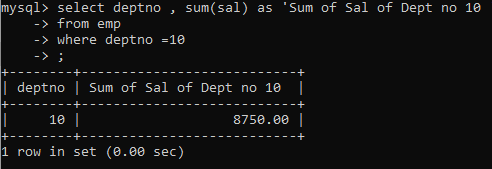 mysql> select deptno , sum(sal) as 'Sum of Sal of Dept no 10
    -> from emp
    -> where deptno =10
    -> ;
+--------+---------------------------+
| deptno | Sum of Sal of Dept no 10  |
+--------+---------------------------+
|     10 |                   8750.00 |
+--------+---------------------------+
1 row in set (0.00 sec)